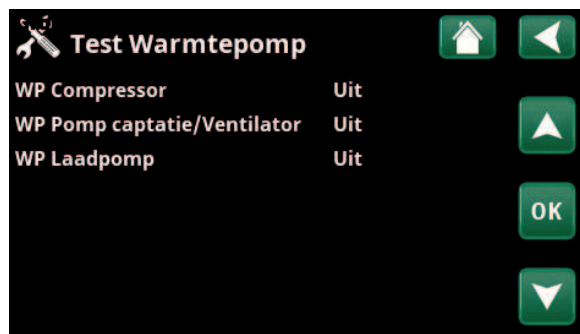 Test Warmtepomp
WP Compressor Uit
WP Pomp captatie/Ventilator Uit
WP Laadpomp Uit
OK